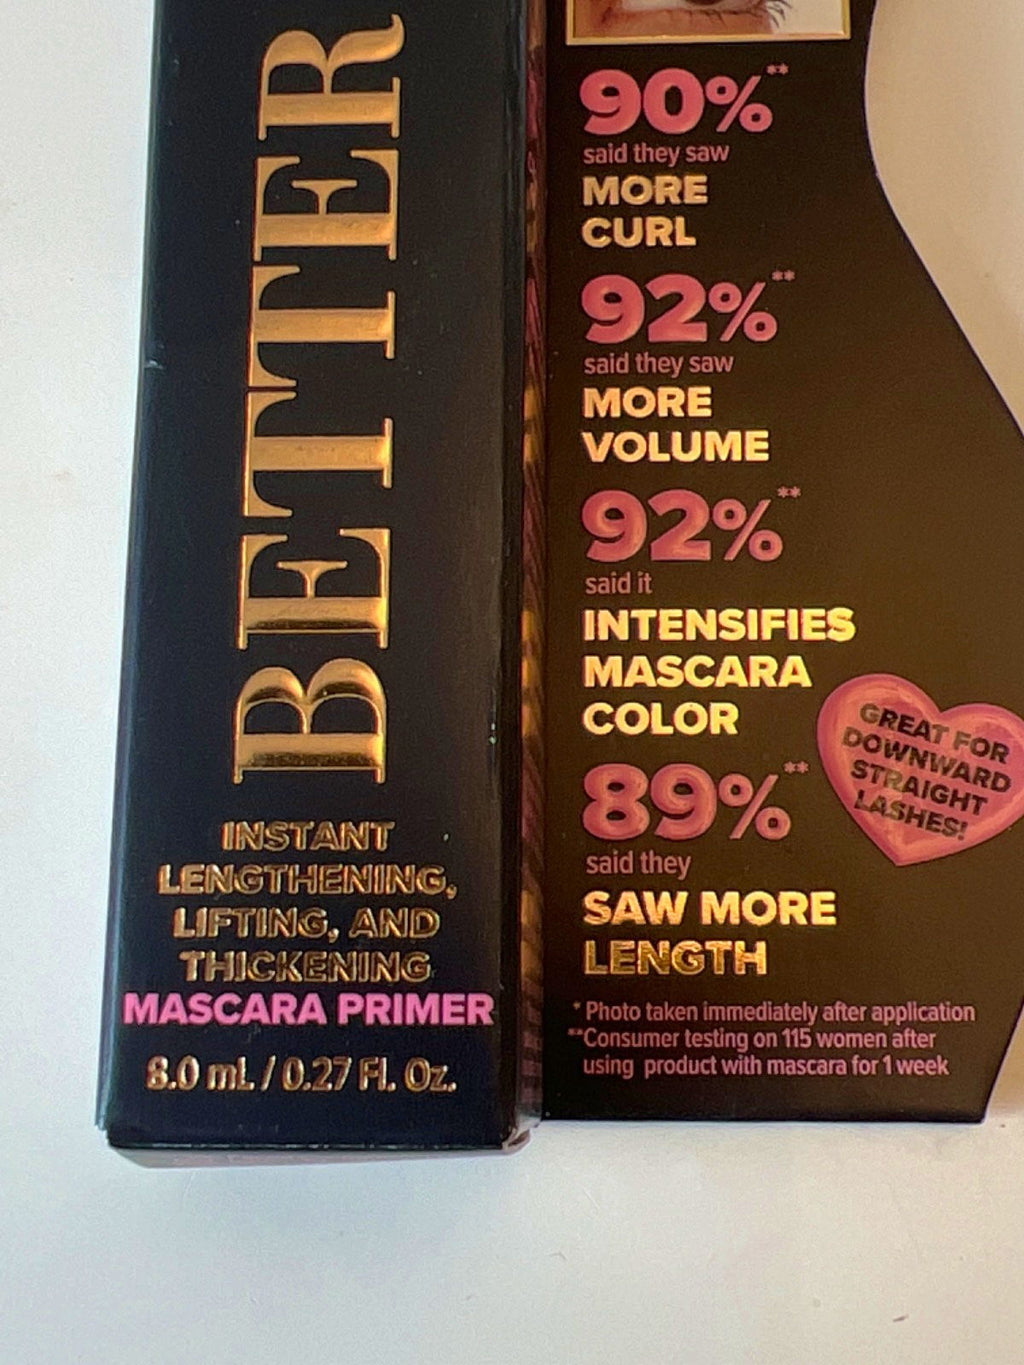 BETTER
INSTANT
LENGTHENING,
LIFTING, AND
THICKENING
MASCARA PRIMER
8.0 mL / 0.27 Fl. Oz.
90%**
said they saw
MORE
CURL
92%**
said they saw
MORE
VOLUME
92%**
said it
INTENSIFIES
MASCARA
COLOR
GREAT FOR
DOWNWARD
STRAIGHT
LASHES!
89%**
said they
SAW MORE
LENGTH
* Photo taken immediately after application
**Consumer testing on 115 women after
using product with mascara for 1 week